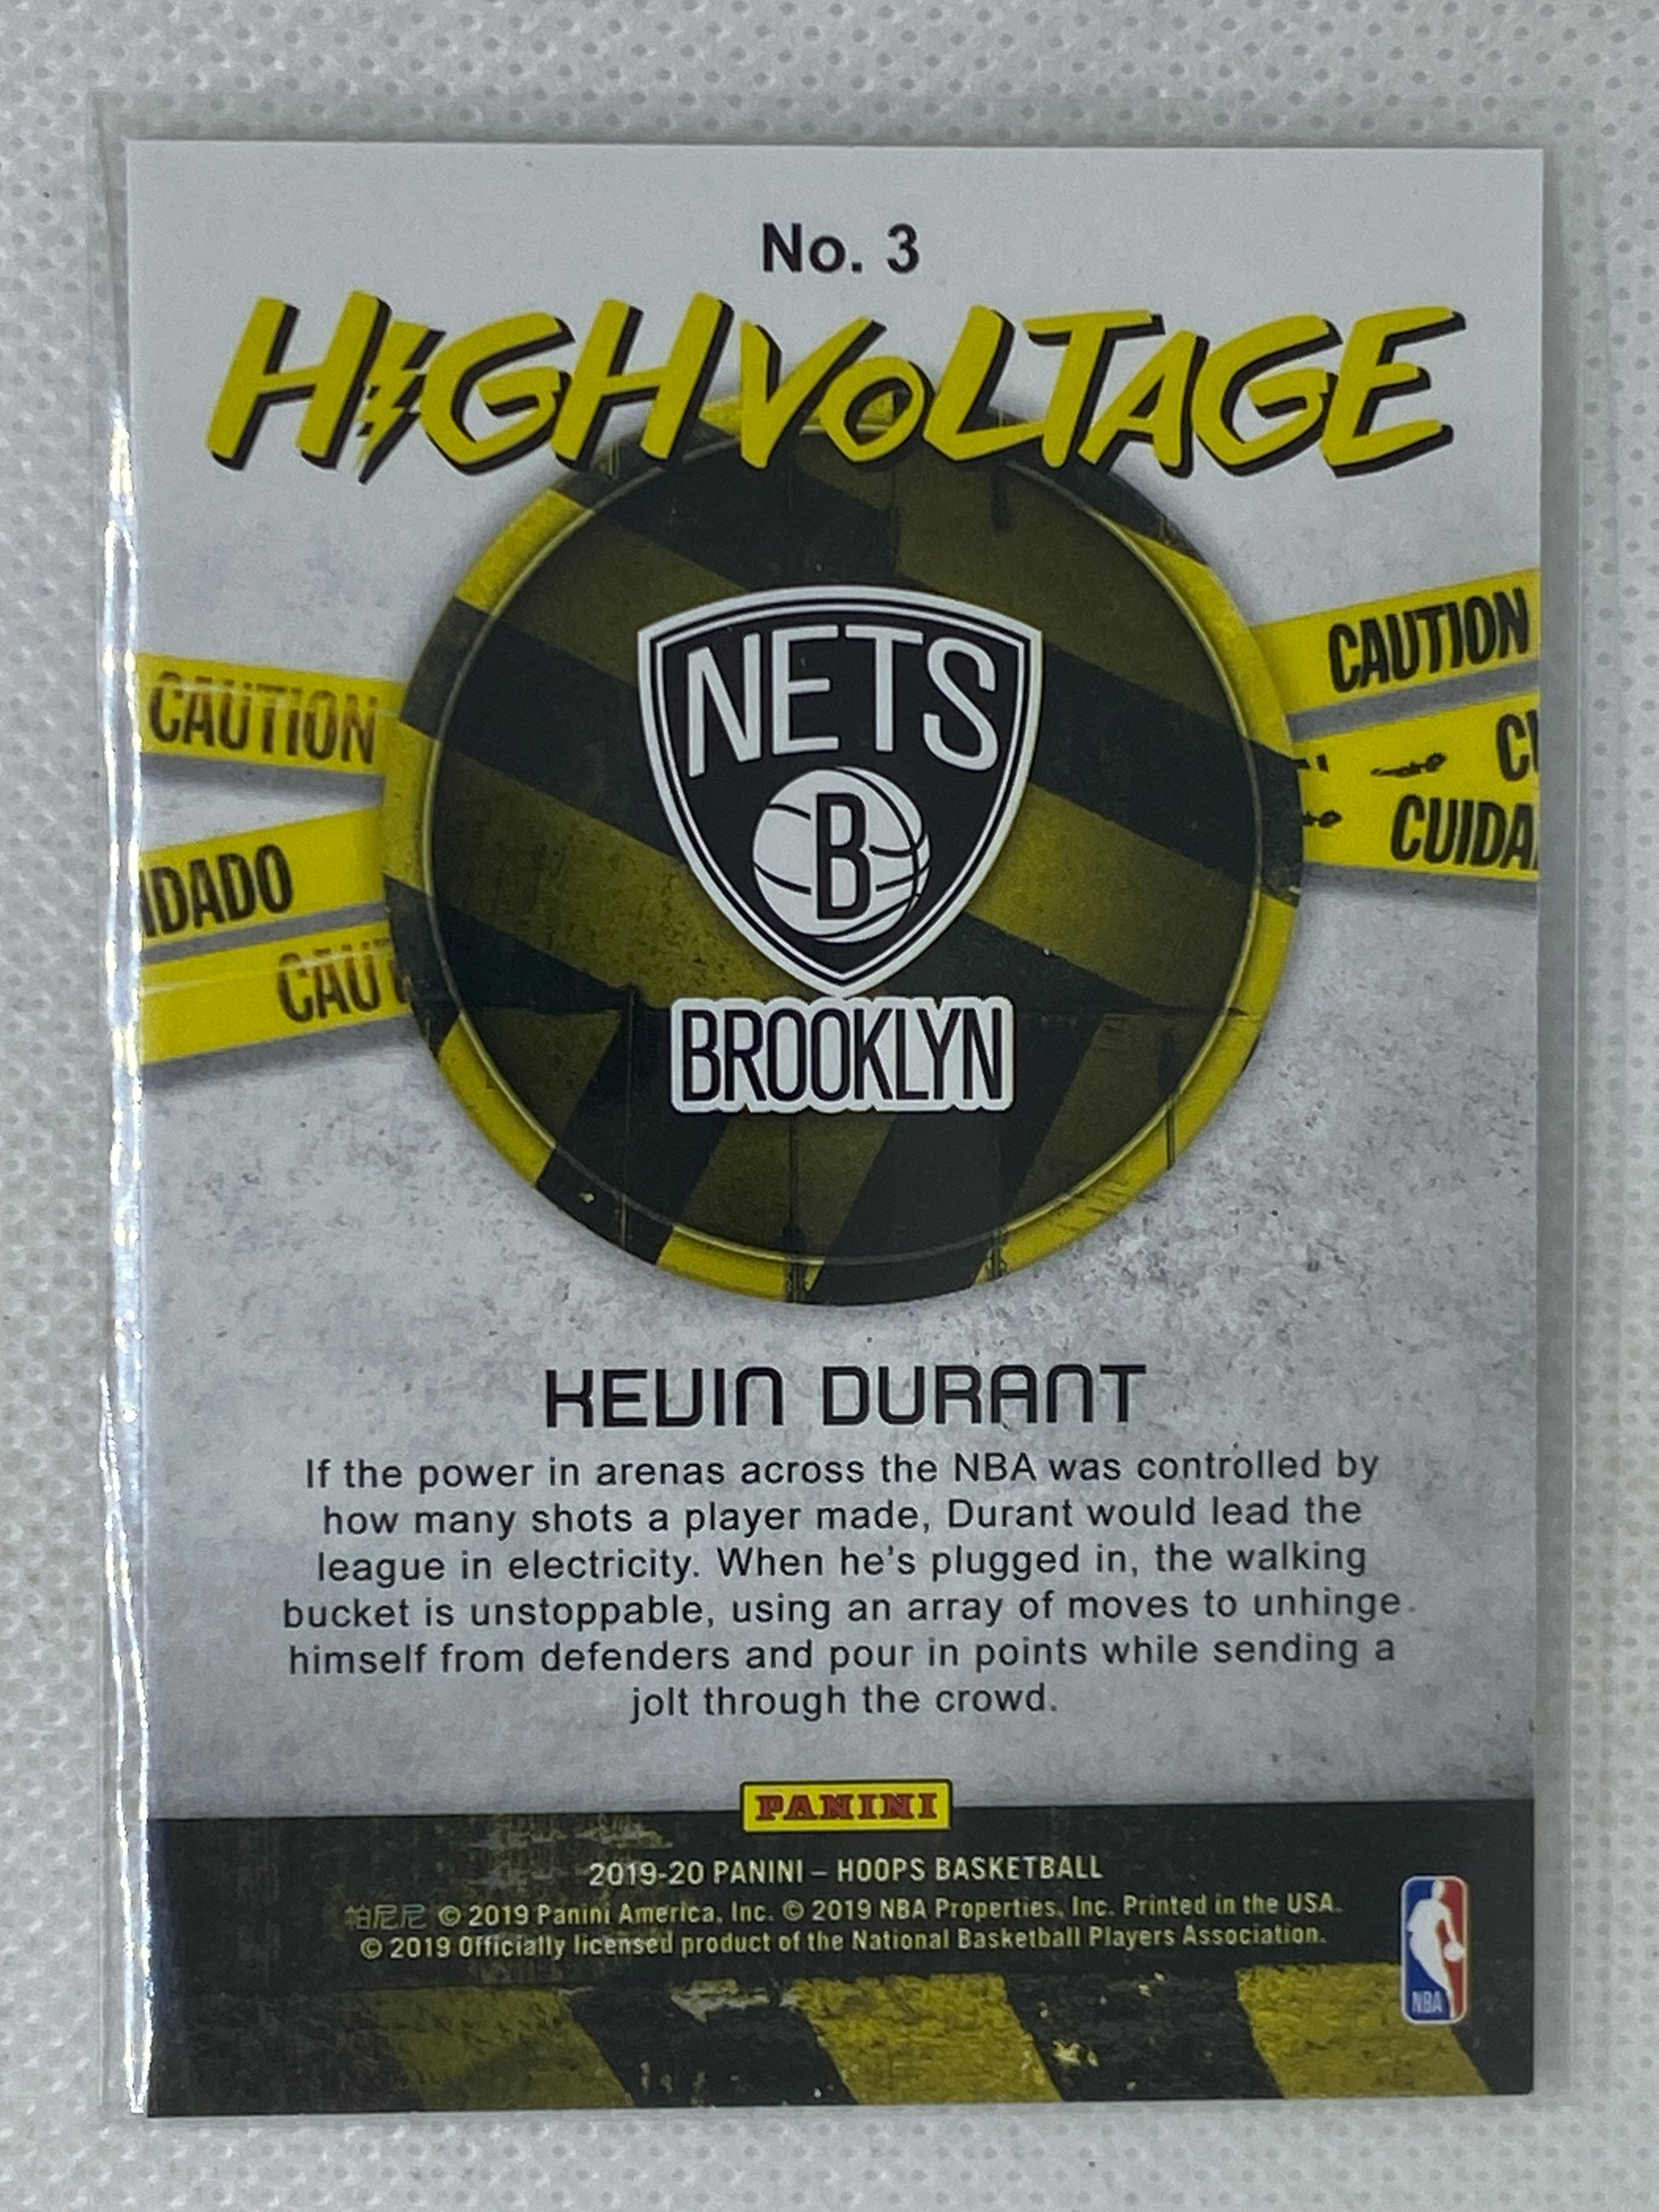 No. 3
HIGH VOLTAGE
CAUTION
CAUTION
NETS
B
CUIDA
IDADO
CAUT
BROOKLYN
KEVIN DURANT
If the power in arenas across the NBA was controlled by
how many shots a player made, Durant would lead the
league in electricity. When he's plugged in, the walking
bucket is unstoppable, using an array of moves to unhinge
himself from defenders and pour in points while sending a
jolt through the crowd.
PANINI
2019-20 PANINI – HOOPS BASKETBALL
帕尼尼 © 2019 Panini America, Inc. © 2019 NBA Properties, Inc. Printed in the USA.
© 2019 Officially licensed product of the National Basketball Players Association.
NBA